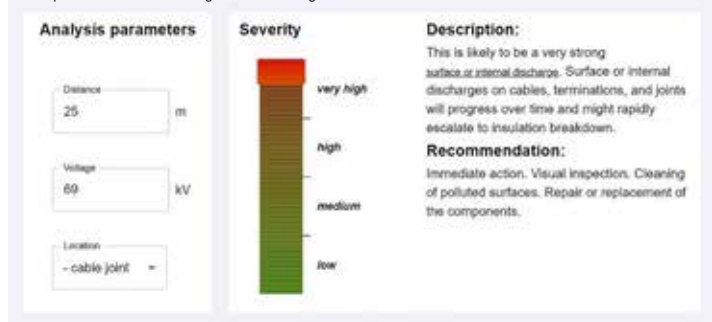 Analysis parameters
Distance
25 m
Voltage
69 kV
Location
- cable joint
Severity
very high
high
medium
low
Description:
This is likely to be a very strong
surface or internal discharge. Surface or internal
discharges on cables, terminations, and joints
will progress over time and might rapidly
escalate to insulation breakdown.
Recommendation:
Immediate action. Visual inspection. Cleaning
of polluted surfaces. Repair or replacement of
the components.